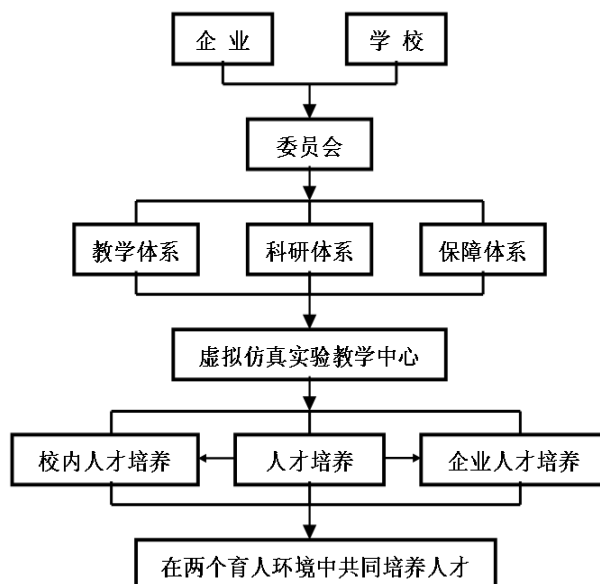 企业
学校
委员会
教学体系
科研体系
保障体系
虚拟仿真实验教学中心
校内人才培养
人才培养
企业人才培养
在两个育人环境中共同培养人才